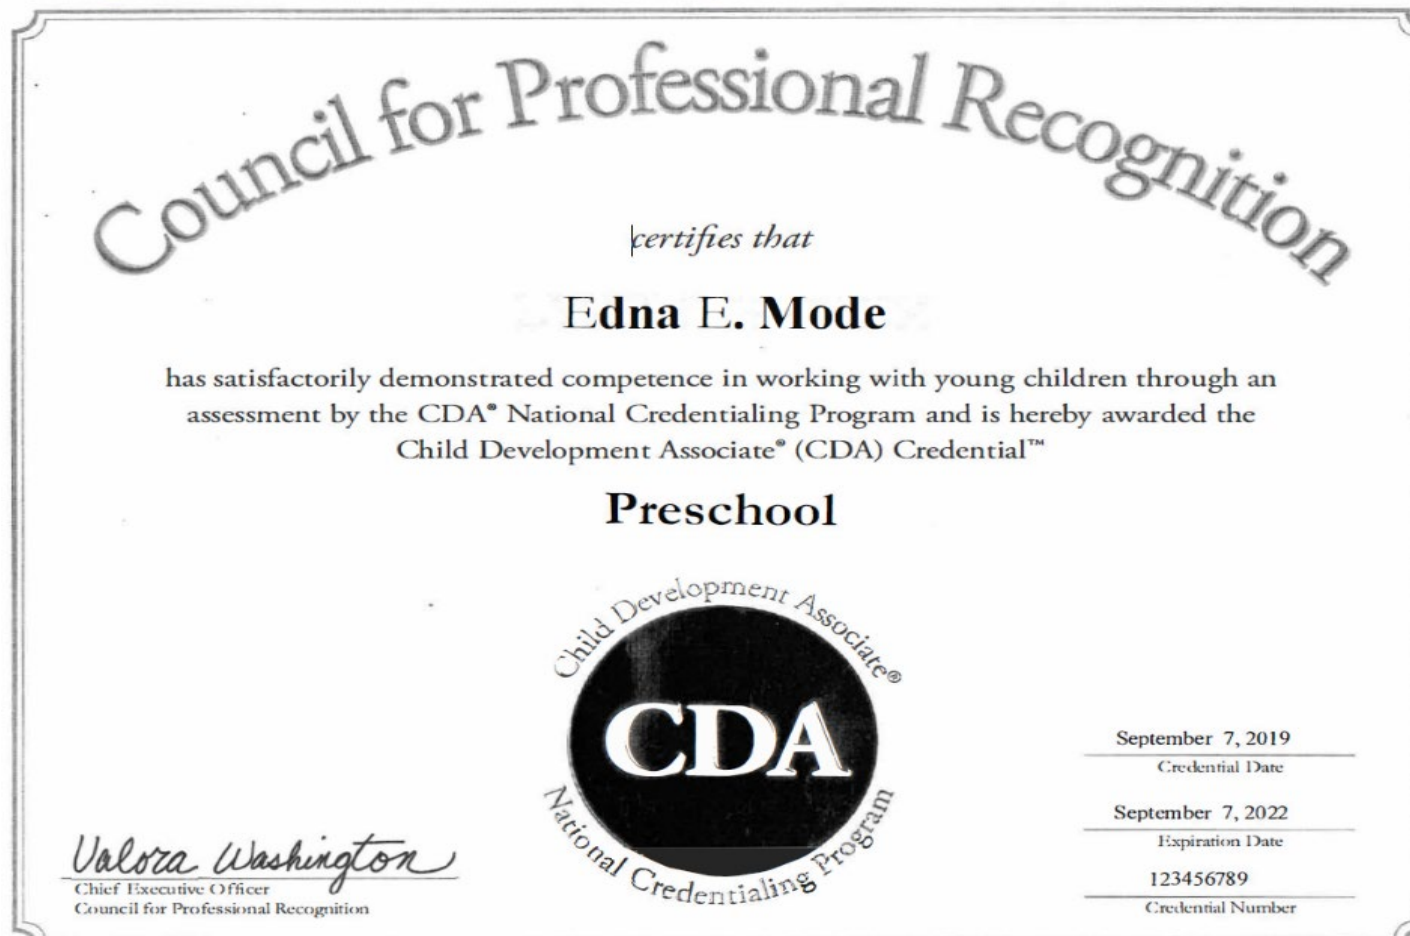 Council for Professional Recognition
certifies that
Edna E. Mode
has satisfactorily demonstrated competence in working with young children through an
assessment by the CDA® National Credentialing Program and is hereby awarded the
Child Development Associate® (CDA) Credential™
Preschool
Child Development Associate®
CDA
National Credentialing Program
Valora Washington
Chief Executive Officer
Council for Professional Recognition
September 7, 2019
Credential Date
September 7, 2022
Expiration Date
123456789
Credential Number